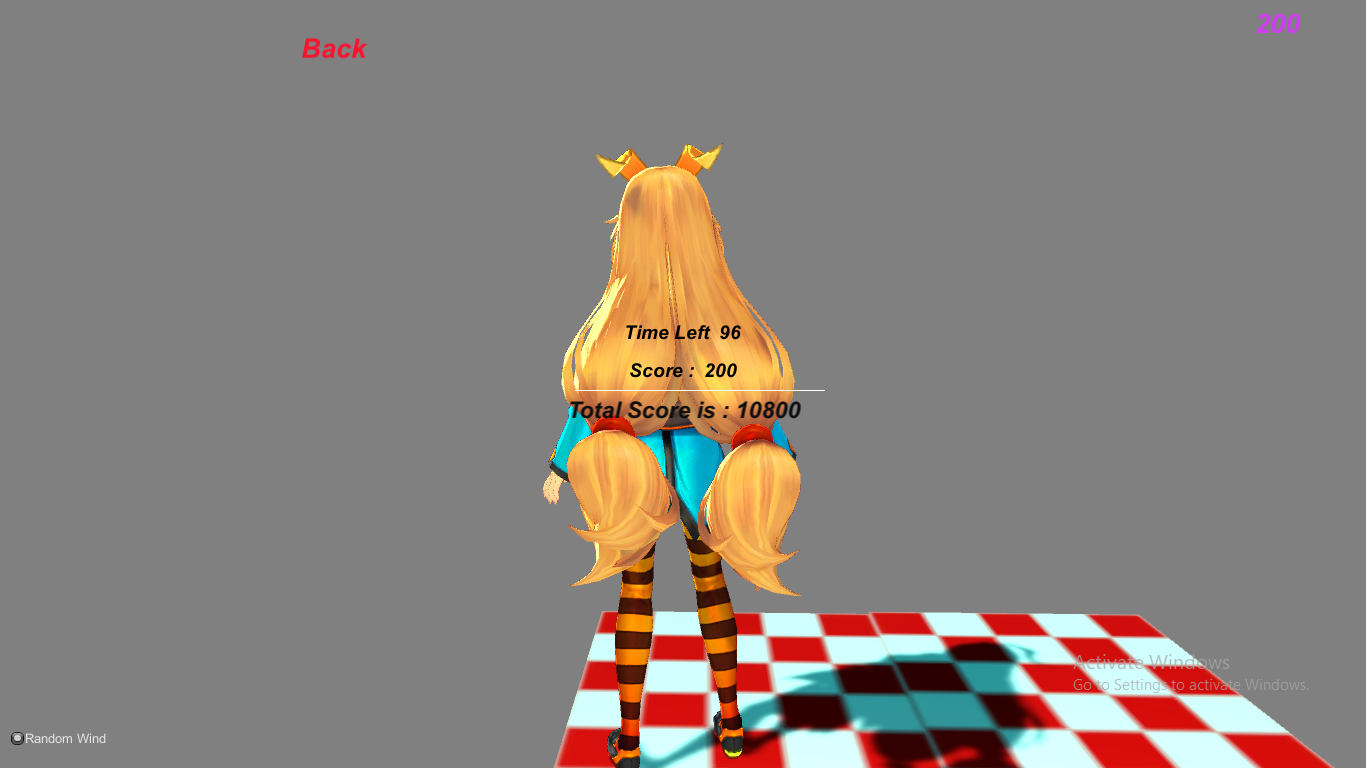 200
Back
Time Left 96
Score : 200
Total Score is : 10800
Activate Windows
Go to Settings to activate Windows.
Random Wind